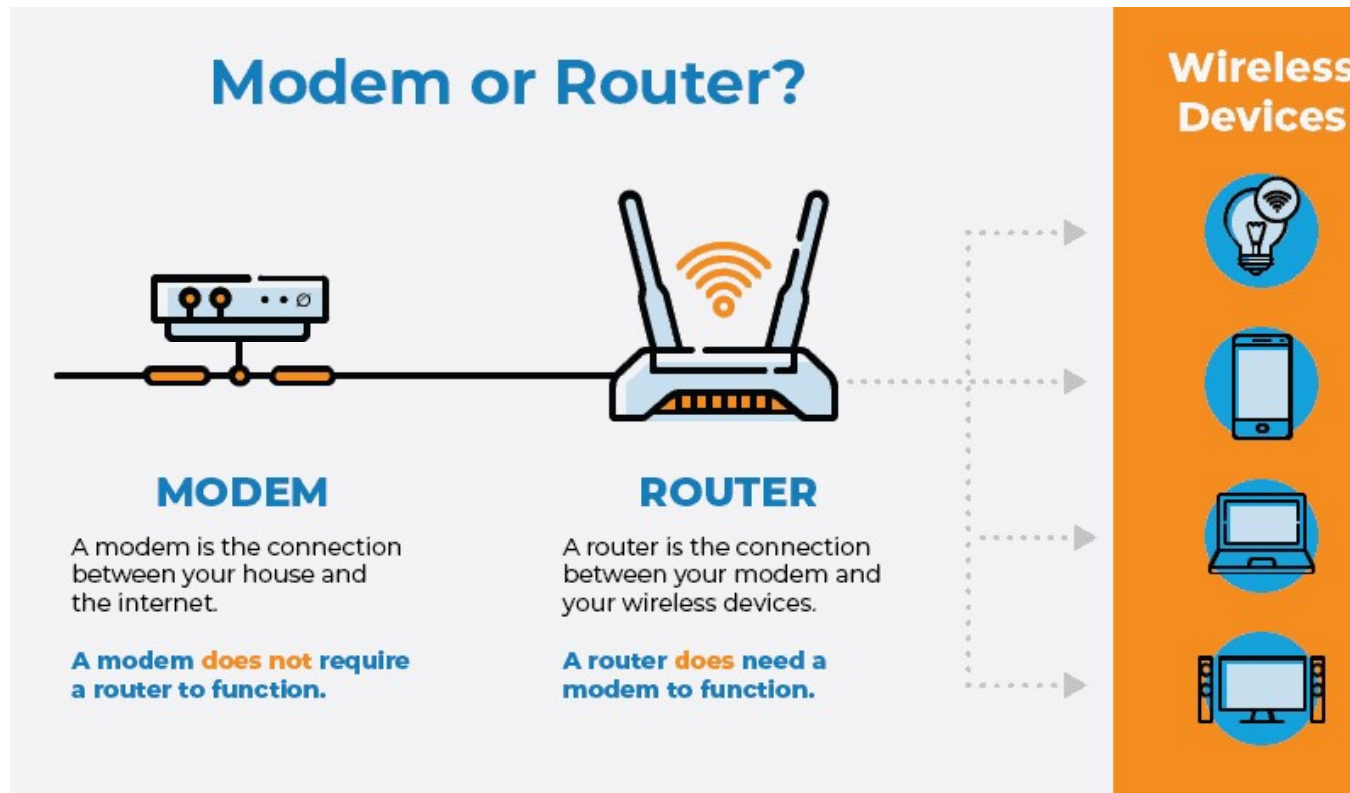 Modem or Router?
MODEM
A modem is the connection
between your house and
the internet.
A modem does not require
a router to function.
ROUTER
A router is the connection
between your modem and
your wireless devices.
A router does need a
modem to function.
Wireless
Devices